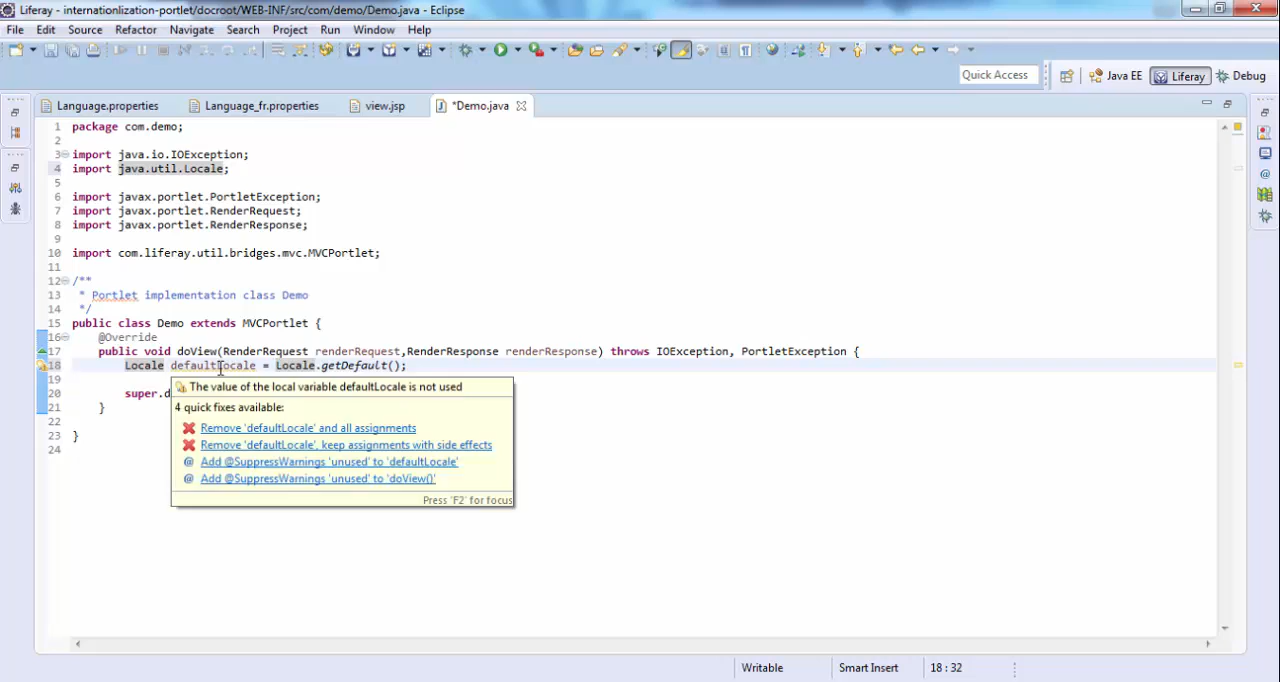 Liferay - internationlization-portlet/docroot/WEB-INF/src/com/demo/Demo.java - Eclipse
File Edit Source Refactor Navigate Search Project Run Window Help
Quick Access Java EE Liferay Debug
Language.properties Language_fr.properties view.jsp *Demo.java
1 package com.demo;
2
3 import java.io.IOException;
4 import java.util.Locale;
5
6 import javax.portlet.PortletException;
7 import javax.portlet.RenderRequest;
8 import javax.portlet.RenderResponse;
9
10 import com.liferay.util.bridges.mvc.MVCPortlet;
11
12 /**
13 * Portlet implementation class Demo
14 */
15 public class Demo extends MVCPortlet {
16 @Override
17 public void doView(RenderRequest renderRequest,RenderResponse renderResponse) throws IOException, PortletException {
18 Locale defaultLocale = Locale.getDefault();
19
20 super.d
21 }
22
23 }
24
The value of the local variable defaultLocale is not used
4 quick fixes available:
Remove 'defaultLocale' and all assignments
Remove 'defaultLocale', keep assignments with side effects
@ Add @SuppressWarnings 'unused' to 'defaultLocale'
@ Add @SuppressWarnings 'unused' to 'doView()'
Press 'F2' for focus
Writable Smart Insert 18 : 32